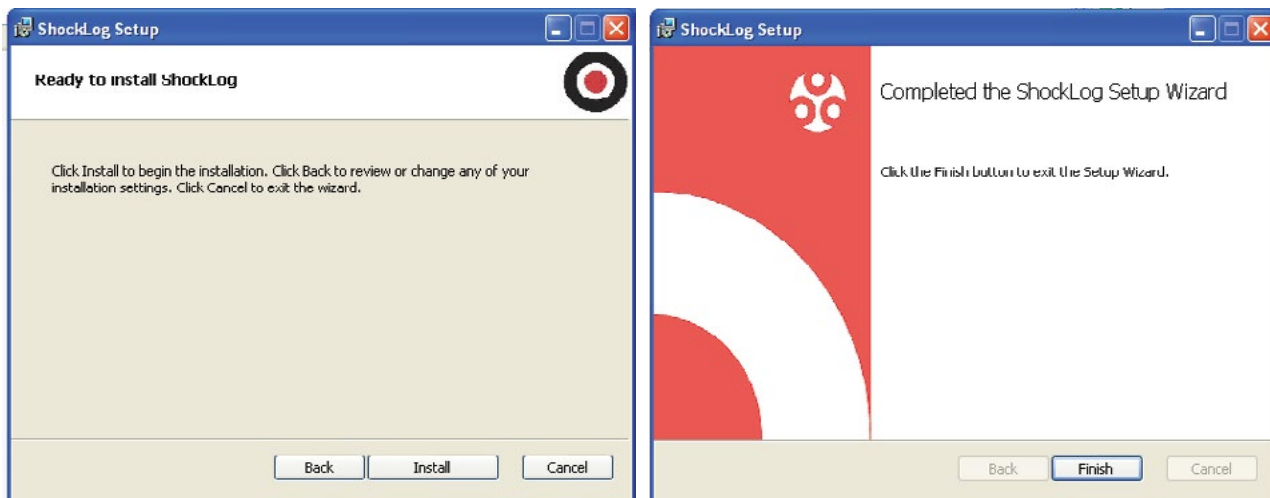 ShockLog Setup
Ready to install ShockLog
Click Install to begin the installation. Click Back to review or change any of your
installation settings. Click Cancel to exit the wizard.
Back
Install
Cancel
ShockLog Setup
Completed the ShockLog Setup Wizard
Click the Finish button to exit the Setup Wizard.
Back
Finish
Cancel